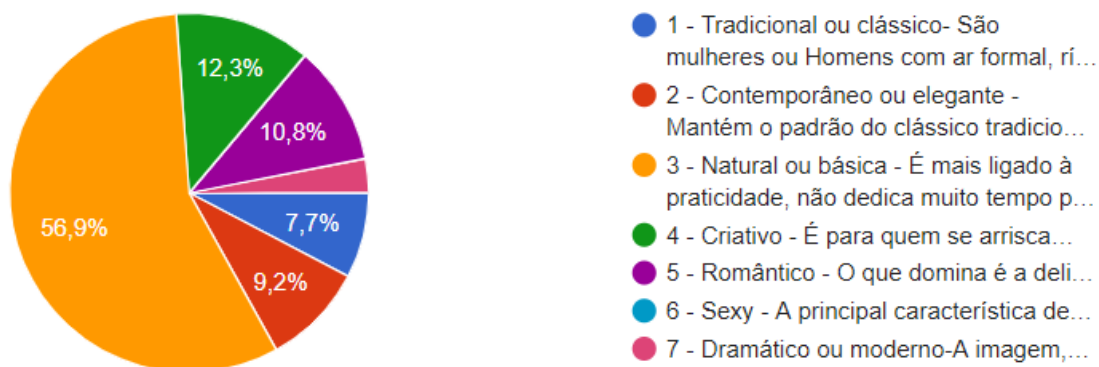 12,3%
10,8%
56,9%
7,7%
9,2%
1 - Tradicional ou clássico- São
mulheres ou Homens com ar formal, rí…
2 - Contemporâneo ou elegante -
Mantém o padrão do clássico tradicio…
3 - Natural ou básica - É mais ligado à
praticidade, não dedica muito tempo p…
4 - Criativo - É para quem se arrisca…
5 - Romântico - O que domina é a deli…
6 - Sexy - A principal característica de…
7 - Dramático ou moderno-A imagem,…